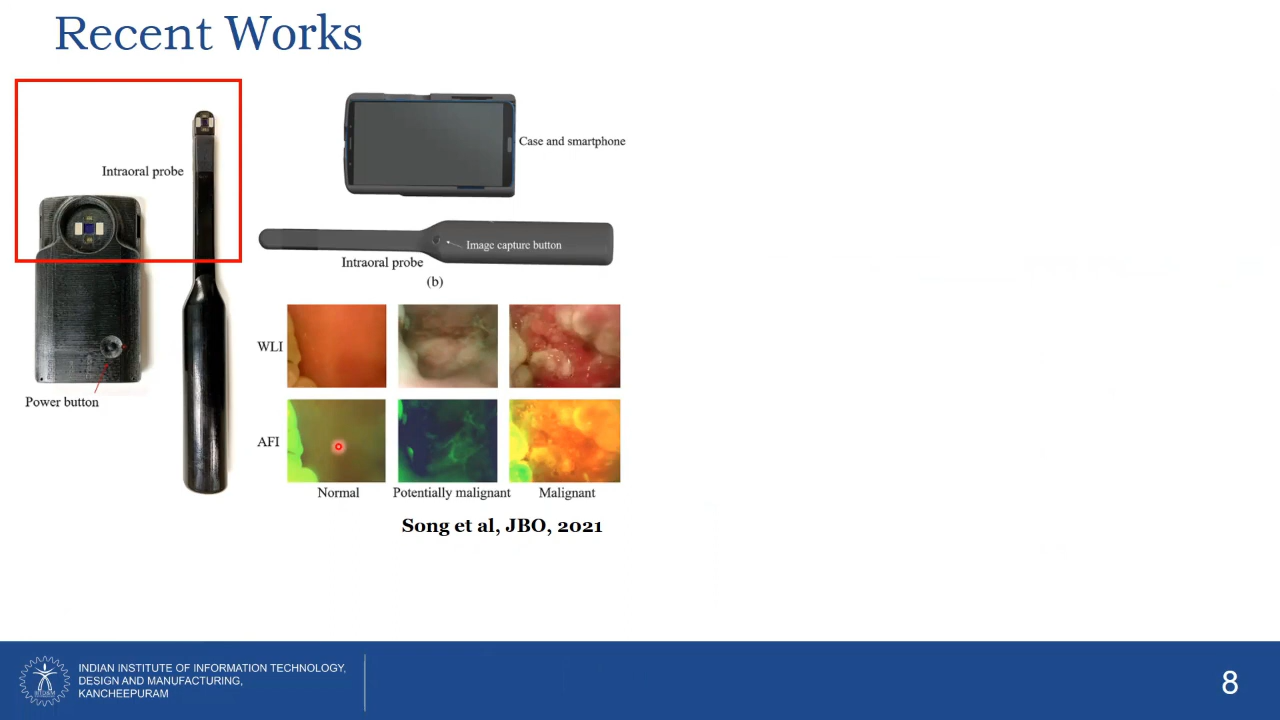 Recent Works
Intraoral probe
Power button
Case and smartphone
Image capture button
Intraoral probe
(b)
WLI
AFI
Normal
Potentially malignant
Malignant
Song et al, JBO, 2021
INDIAN INSTITUTE OF INFORMATION TECHNOLOGY,
DESIGN AND MANUFACTURING,
KANCHEEPURAM
8